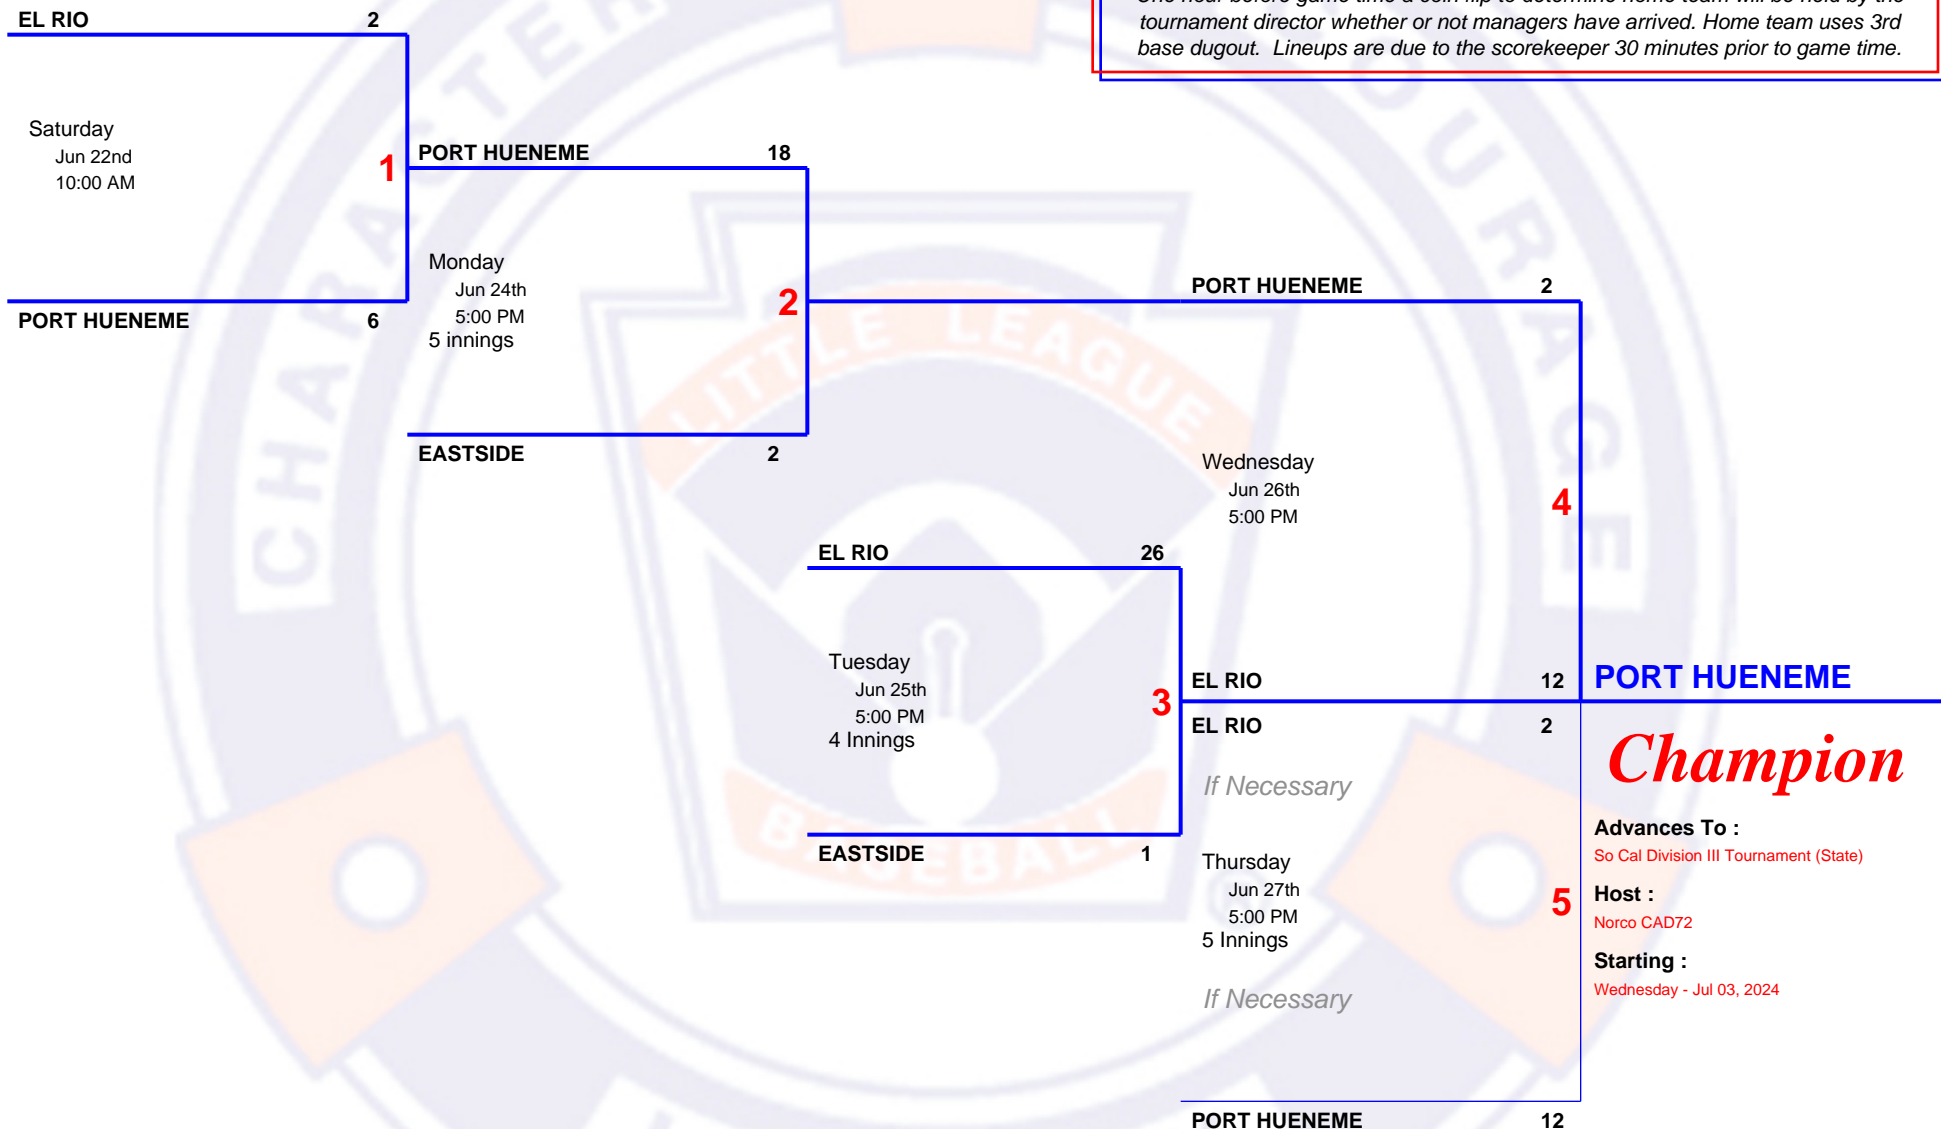 One hour before game time a coin flip to determine home team will be held by the
tournament director whether or not managers have arrived. Home team uses 3rd
base dugout. Lineups are due to the scorekeeper 30 minutes prior to game time.
EL RIO 2
Saturday
Jun 22nd
10:00 AM
1
PORT HUENEME 6
PORT HUENEME 18
Monday
Jun 24th
5:00 PM
5 innings
2
EASTSIDE 2
EL RIO 26
Tuesday
Jun 25th
5:00 PM
4 Innings
3
EASTSIDE 1
PORT HUENEME 2
Wednesday
Jun 26th
5:00 PM
4
EL RIO 12
EL RIO 2
If Necessary
Thursday
Jun 27th
5:00 PM
5 Innings
5
If Necessary
PORT HUENEME 12
PORT HUENEME
Champion
Advances To :
So Cal Division III Tournament (State)
Host :
Norco CAD72
Starting :
Wednesday - Jul 03, 2024
CHARACTER
COURAGE
LITTLE LEAGUE
BASEBALL
®